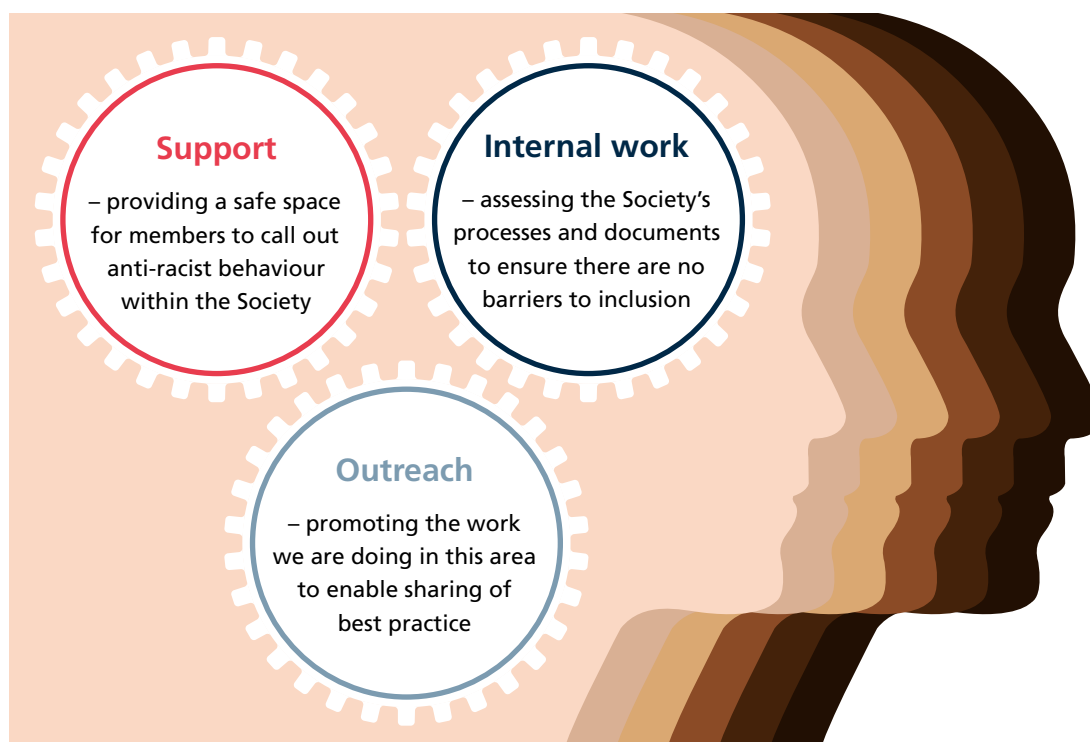 Support
– providing a safe space
for members to call out
anti-racist behaviour
within the Society
Internal work
– assessing the Society’s
processes and documents
to ensure there are no
barriers to inclusion
Outreach
– promoting the work
we are doing in this area
to enable sharing of
best practice